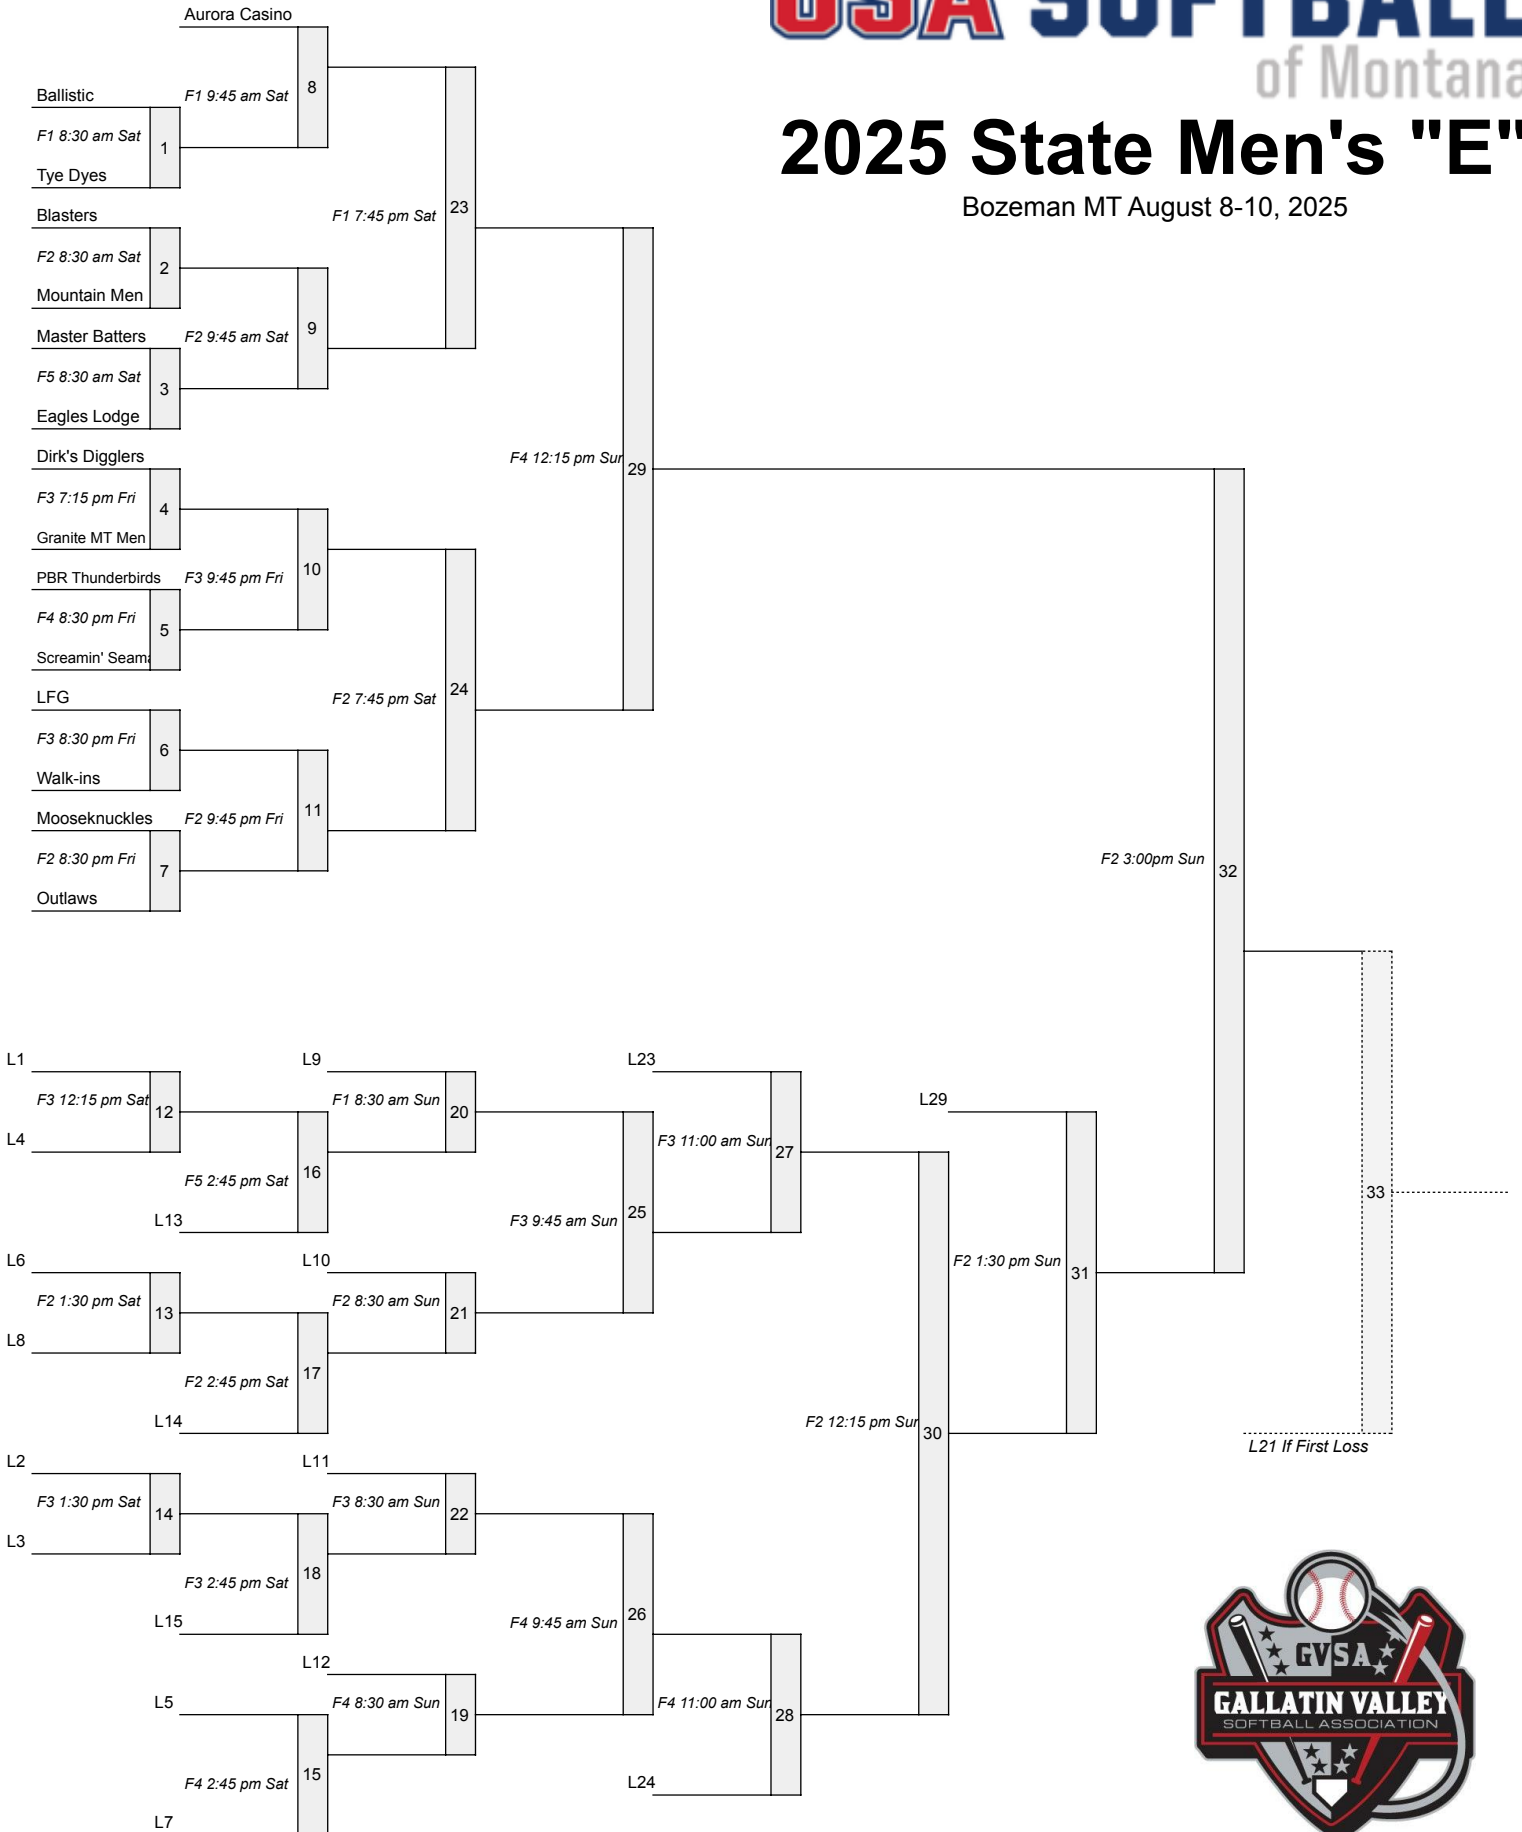 USA SOFTBALL
of Montana
2025 State Men's "E"
Bozeman MT August 8-10, 2025
Aurora Casino
8
Ballistic
F1 9:45 am Sat
F1 8:30 am Sat
1
Tye Dyes
Blasters
F1 7:45 pm Sat
23
F2 8:30 am Sat
2
Mountain Men
Master Batters
F2 9:45 am Sat
9
F5 8:30 am Sat
3
Eagles Lodge
Dirk's Digglers
F4 12:15 pm Sun
29
F3 7:15 pm Fri
4
Granite MT Men
PBR Thunderbirds
F3 9:45 pm Fri
10
F4 8:30 pm Fri
5
Screamin' Seam
LFG
F2 7:45 pm Sat
24
F3 8:30 pm Fri
6
Walk-ins
Mooseknuckles
F2 9:45 pm Fri
11
F2 8:30 pm Fri
7
Outlaws
F2 3:00pm Sun
32
L1
L9
L23
F3 12:15 pm Sat
12
F1 8:30 am Sun
20
L29
L4
F3 11:00 am Sun
27
F5 2:45 pm Sat
16
33
L13
F3 9:45 am Sun
25
L6
L10
F2 1:30 pm Sun
31
F2 1:30 pm Sat
13
F2 8:30 am Sun
21
L8
F2 2:45 pm Sat
17
L14
F2 12:15 pm Sun
30
L21 If First Loss
L2
L11
F3 1:30 pm Sat
14
F3 8:30 am Sun
22
L3
F3 2:45 pm Sat
18
L15
F4 9:45 am Sun
26
L12
L5
F4 8:30 am Sun
19
F4 11:00 am Sun
28
F4 2:45 pm Sat
15
L24
L7
GVSA
GALLATIN VALLEY
SOFTBALL ASSOCIATION